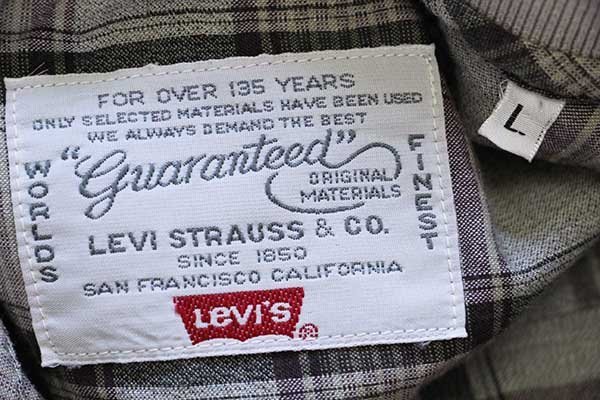 FOR OVER 135 YEARS
ONLY SELECTED MATERIALS HAVE BEEN USED
WE ALWAYS DEMAND THE BEST
"Guaranteed"
ORIGINAL
MATERIALS
WORLDS
FINEST
LEVI STRAUSS & CO.
SINCE 1850
SAN FRANCISCO CALIFORNIA
LEVI'S ®
L